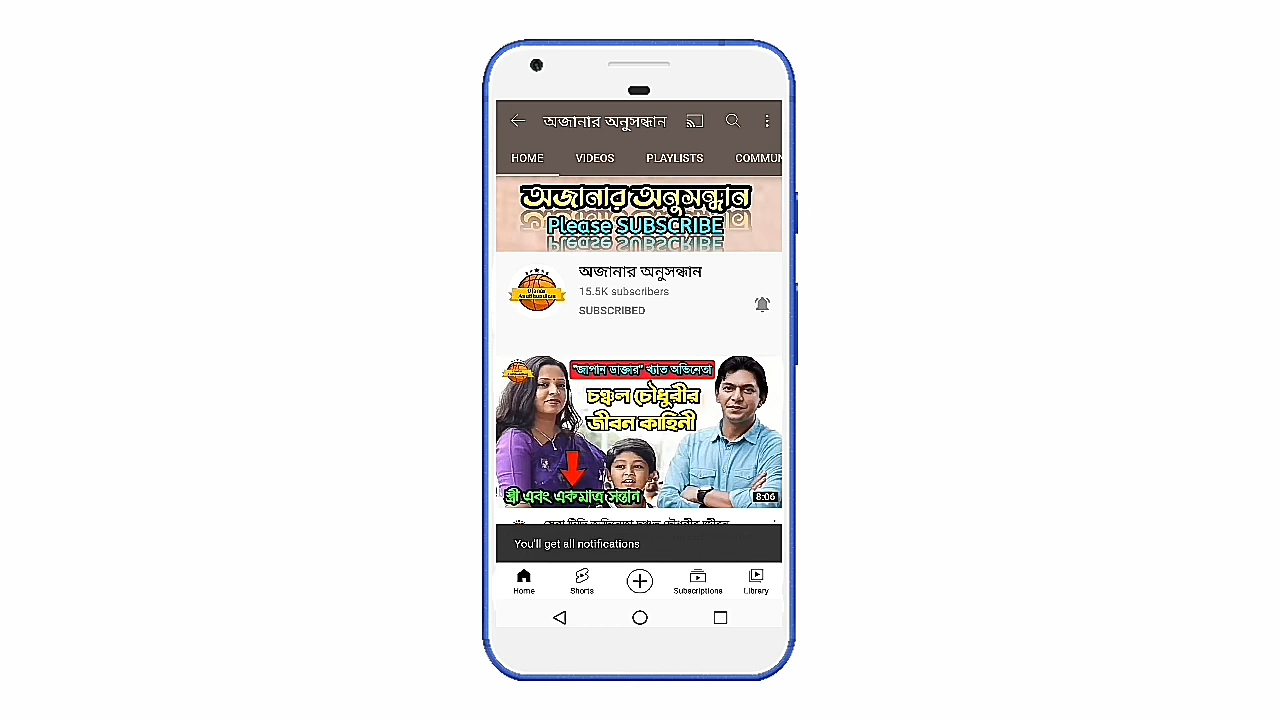 অজানার অনুসন্ধান
HOME VIDEOS PLAYLISTS COMMUN
অজানার অনুসন্ধান
Please SUBSCRIBE
অজানার অনুসন্ধান
15.5K subscribers
SUBSCRIBED
"জাপান ডাক্তার" খ্যাত অভিনেতা
চঞ্চল চৌধুরীর
জীবন কাহিনী
স্ত্রী এবং একমাত্র সন্তান
8:06
You'll get all notifications
Home Shorts Subscriptions Library